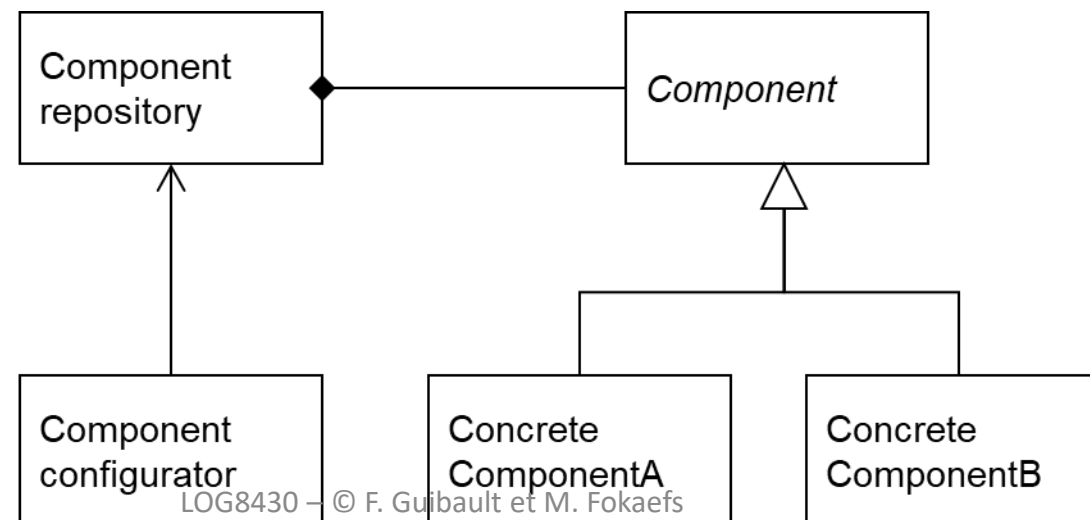 Component
repository
Component
Component
configurator
Concrete
ComponentA
Concrete
ComponentB
LOG8430 – © F. Guibault et M. Fokaefs